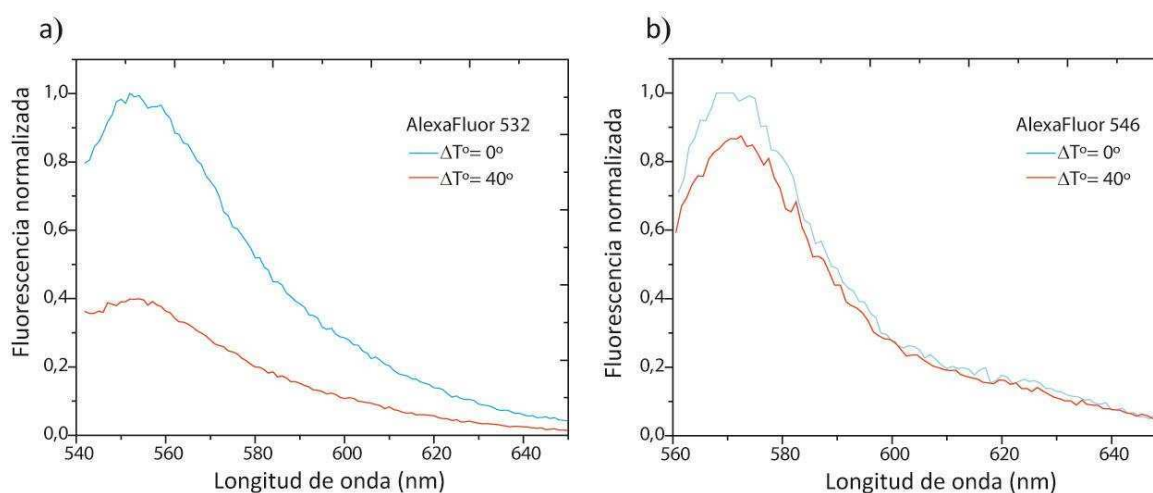 a)
Fluorescencia normalizada
1,0
0,8
0,6
0,4
0,2
0,0
540 560 580 600 620 640
Longitud de onda (nm)
AlexaFluor 532
ΔTº= 0º
ΔTº= 40º
b)
Fluorescencia normalizada
1,0
0,8
0,6
0,4
0,2
0,0
560 580 600 620 640
Longitud de onda (nm)
AlexaFluor 546
ΔTº= 0º
ΔTº= 40º